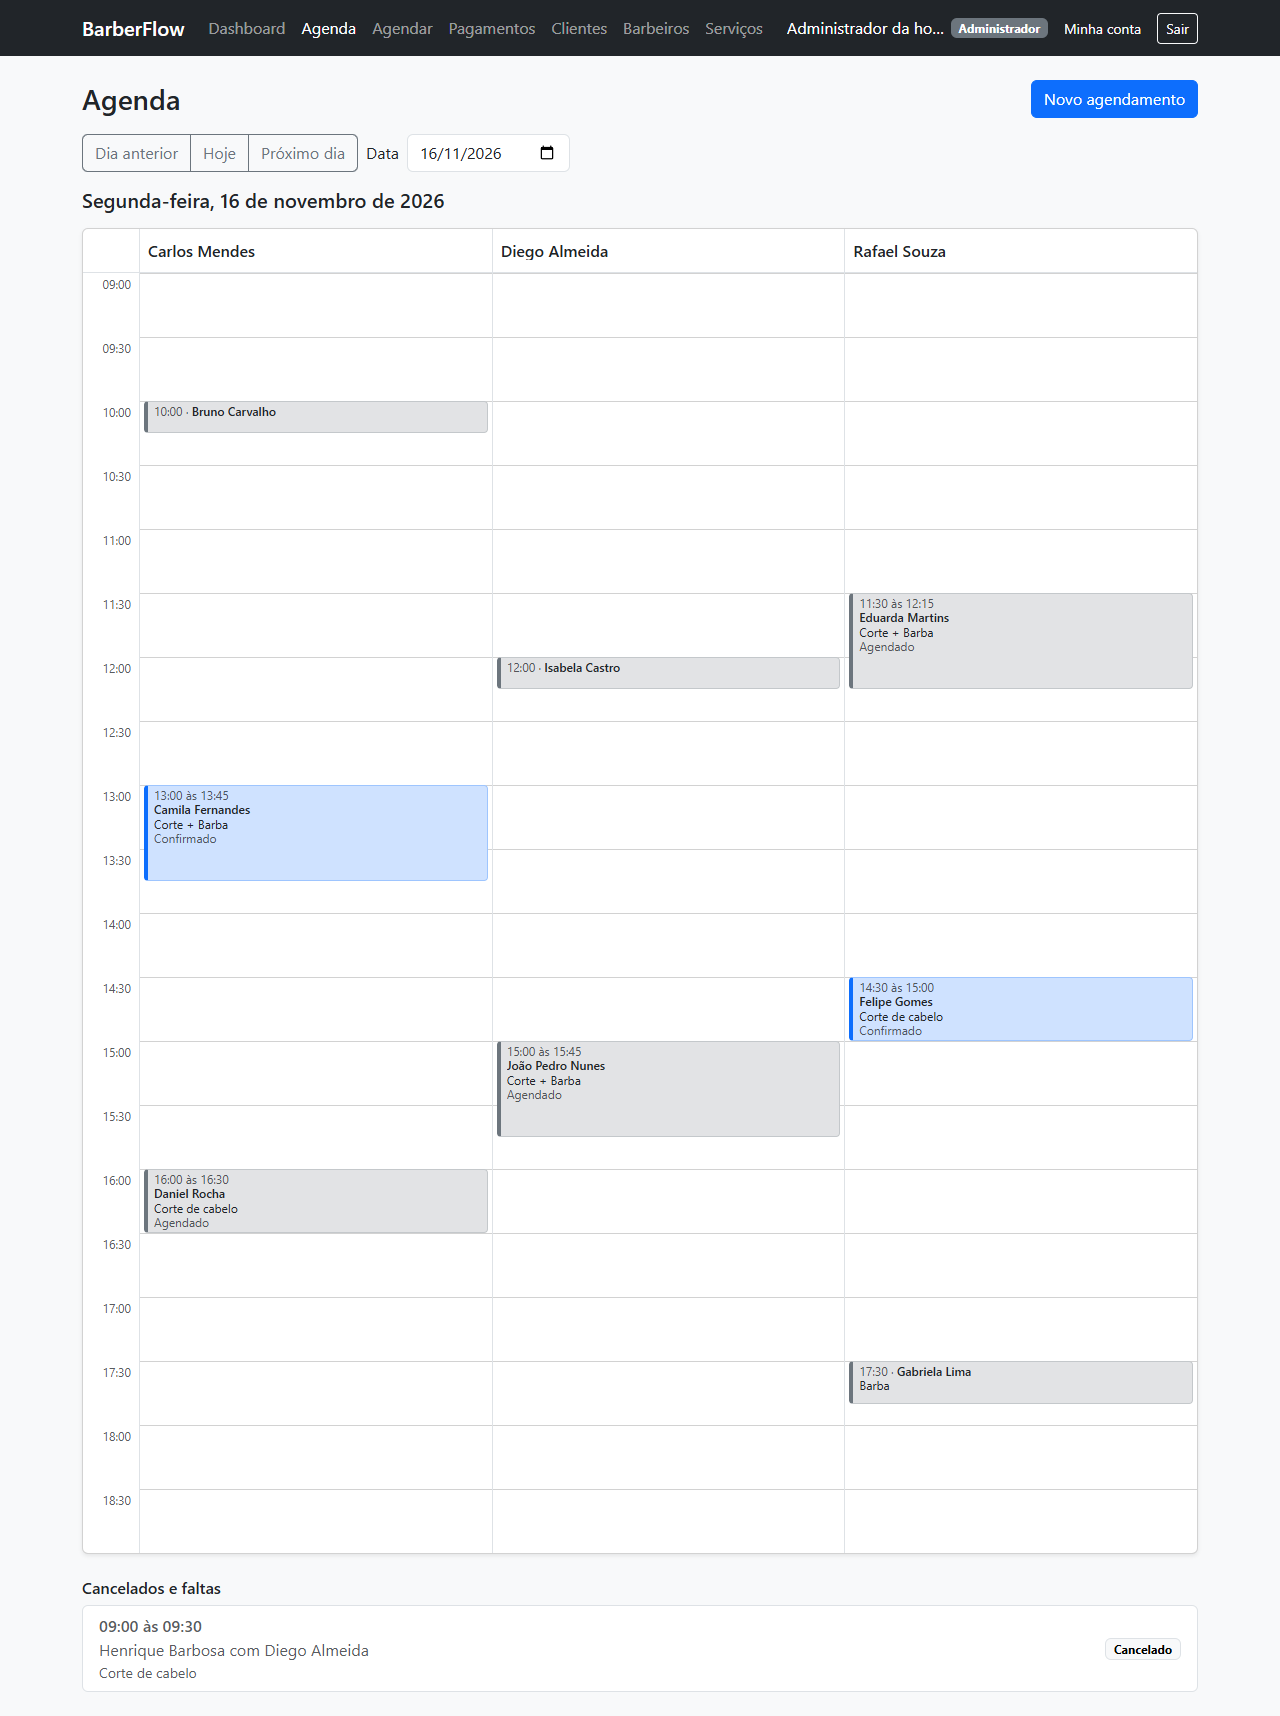 BarberFlow Dashboard Agenda Agendar Pagamentos Clientes Barbeiros Serviços Administrador da ho... Administrador Minha conta Sair
Agenda
Novo agendamento
Dia anterior Hoje Próximo dia Data 16/11/2026
Segunda-feira, 16 de novembro de 2026
Carlos Mendes Diego Almeida Rafael Souza
09:00
09:30
10:00
10:00 · Bruno Carvalho
10:30
11:00
11:30
11:30 às 12:15
Eduarda Martins
Corte + Barba
Agendado
12:00
12:00 · Isabela Castro
12:30
13:00
13:00 às 13:45
Camila Fernandes
Corte + Barba
Confirmado
13:30
14:00
14:30
14:30 às 15:00
Felipe Gomes
Corte de cabelo
Confirmado
15:00
15:00 às 15:45
João Pedro Nunes
Corte + Barba
Agendado
15:30
16:00
16:00 às 16:30
Daniel Rocha
Corte de cabelo
Agendado
16:30
17:00
17:30
17:30 · Gabriela Lima
Barba
18:00
18:30
Cancelados e faltas
09:00 às 09:30
Henrique Barbosa com Diego Almeida
Corte de cabelo
Cancelado